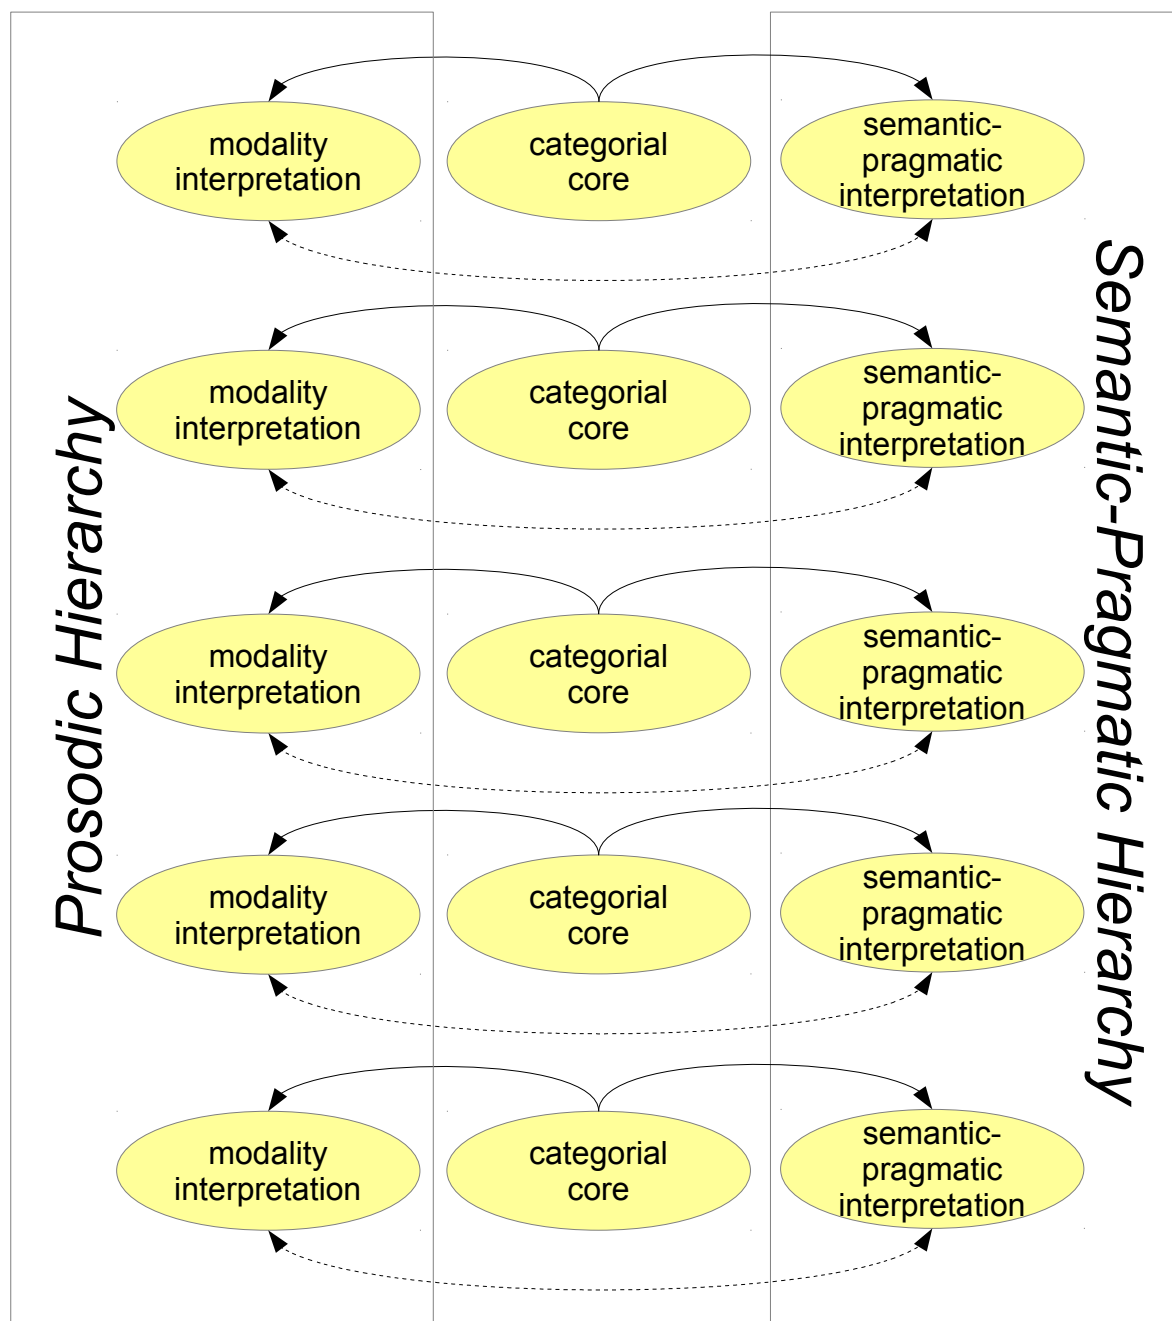 modality
interpretation
categorial
core
semantic-
pragmatic
interpretation
modality
interpretation
categorial
core
semantic-
pragmatic
interpretation
modality
interpretation
categorial
core
semantic-
pragmatic
interpretation
modality
interpretation
categorial
core
semantic-
pragmatic
interpretation
modality
interpretation
categorial
core
semantic-
pragmatic
interpretation
Prosodic Hierarchy
Semantic-Pragmatic Hierarchy